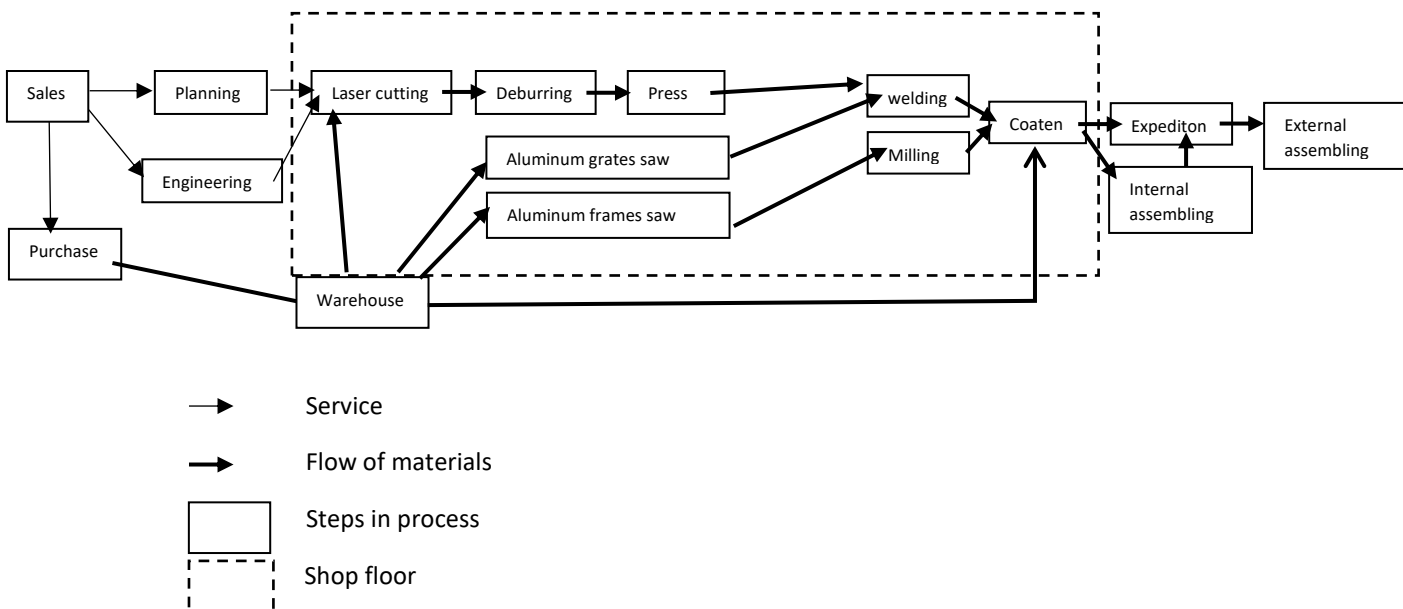 Sales
Planning
Laser cutting
Deburring
Press
welding
Coaten
Expediton
External
assembling
Engineering
Aluminum grates saw
Milling
Aluminum frames saw
Internal
assembling
Purchase
Warehouse
Service
Flow of materials
Steps in process
Shop floor